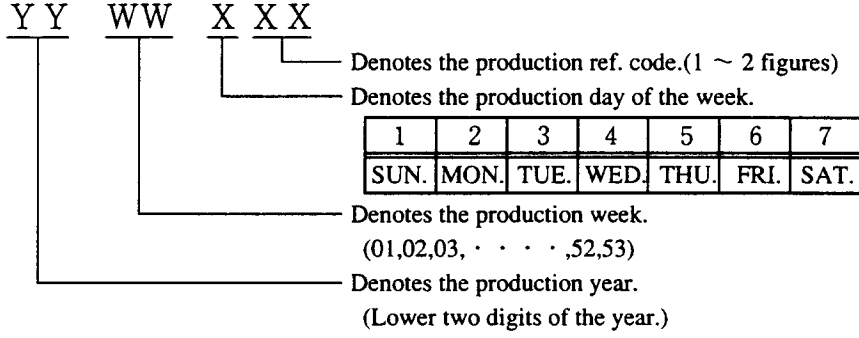 YY WW X XX
Denotes the production ref. code.(1 ~ 2 figures)
Denotes the production day of the week.
1 2 3 4 5 6 7
SUN. MON. TUE. WED. THU. FRI. SAT.
Denotes the production week.
(01,02,03, · · · · ,52,53)
Denotes the production year.
(Lower two digits of the year.)